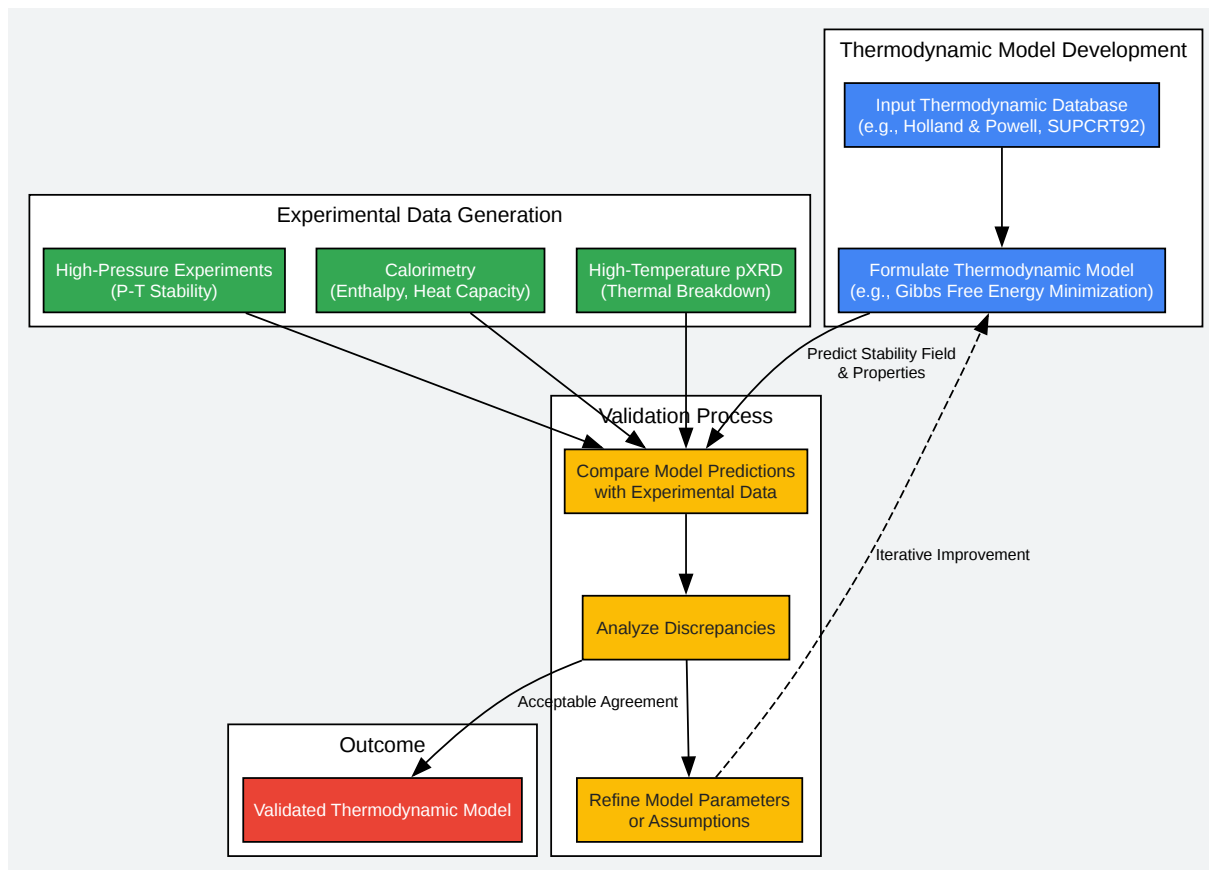 Thermodynamic Model Development
Input Thermodynamic Database
(e.g., Holland & Powell, SUPCRT92)
Experimental Data Generation
High-Pressure Experiments
(P-T Stability)
Calorimetry
(Enthalpy, Heat Capacity)
High-Temperature pXRD
(Thermal Breakdown)
Formulate Thermodynamic Model
(e.g., Gibbs Free Energy Minimization)
Predict Stability Field
& Properties
Validation Process
Compare Model Predictions
with Experimental Data
Iterative Improvement
Analyze Discrepancies
Acceptable Agreement
Outcome
Validated Thermodynamic Model
Refine Model Parameters
or Assumptions